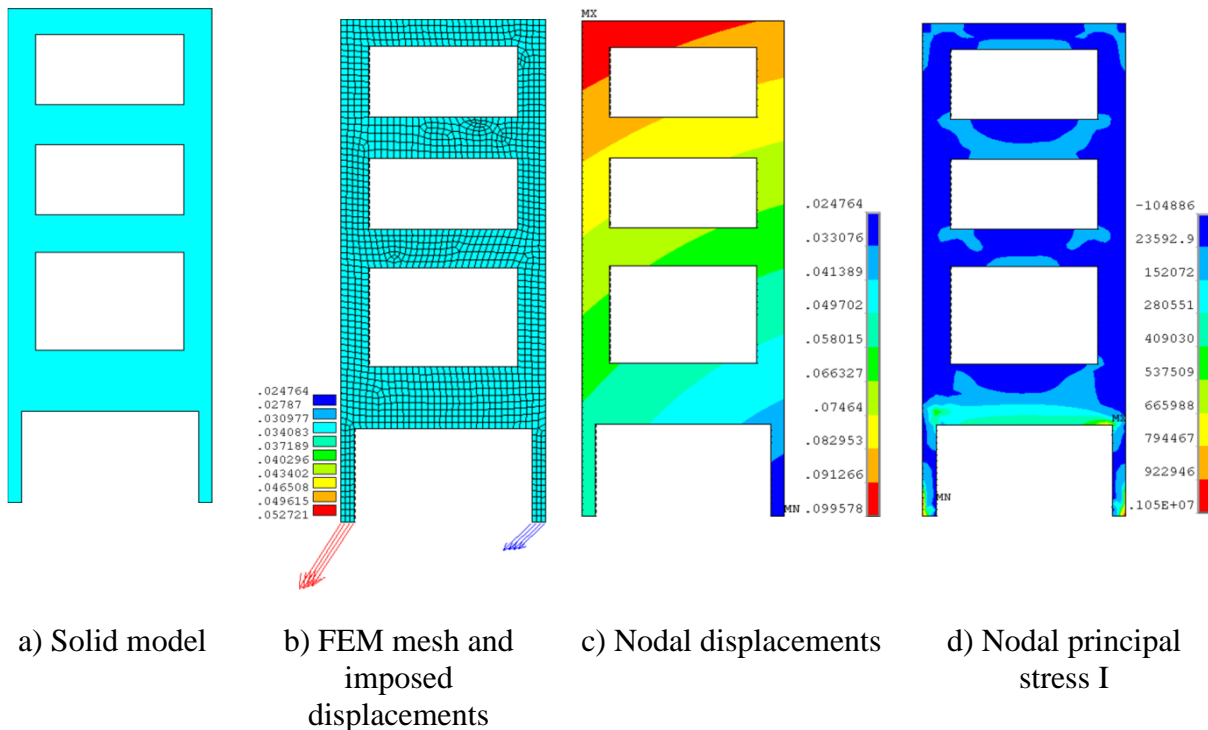 .024764
.02787
.030977
.034083
.037189
.040296
.043402
.046508
.049615
.052721
MX
MN
.024764
.033076
.041389
.049702
.058015
.066327
.07464
.082953
.091266
.099578
MX
MN
-104886
23592.9
152072
280551
409030
537509
665988
794467
922946
.105E+07
a) Solid model
b) FEM mesh and
imposed
displacements
c) Nodal displacements
d) Nodal principal
stress I